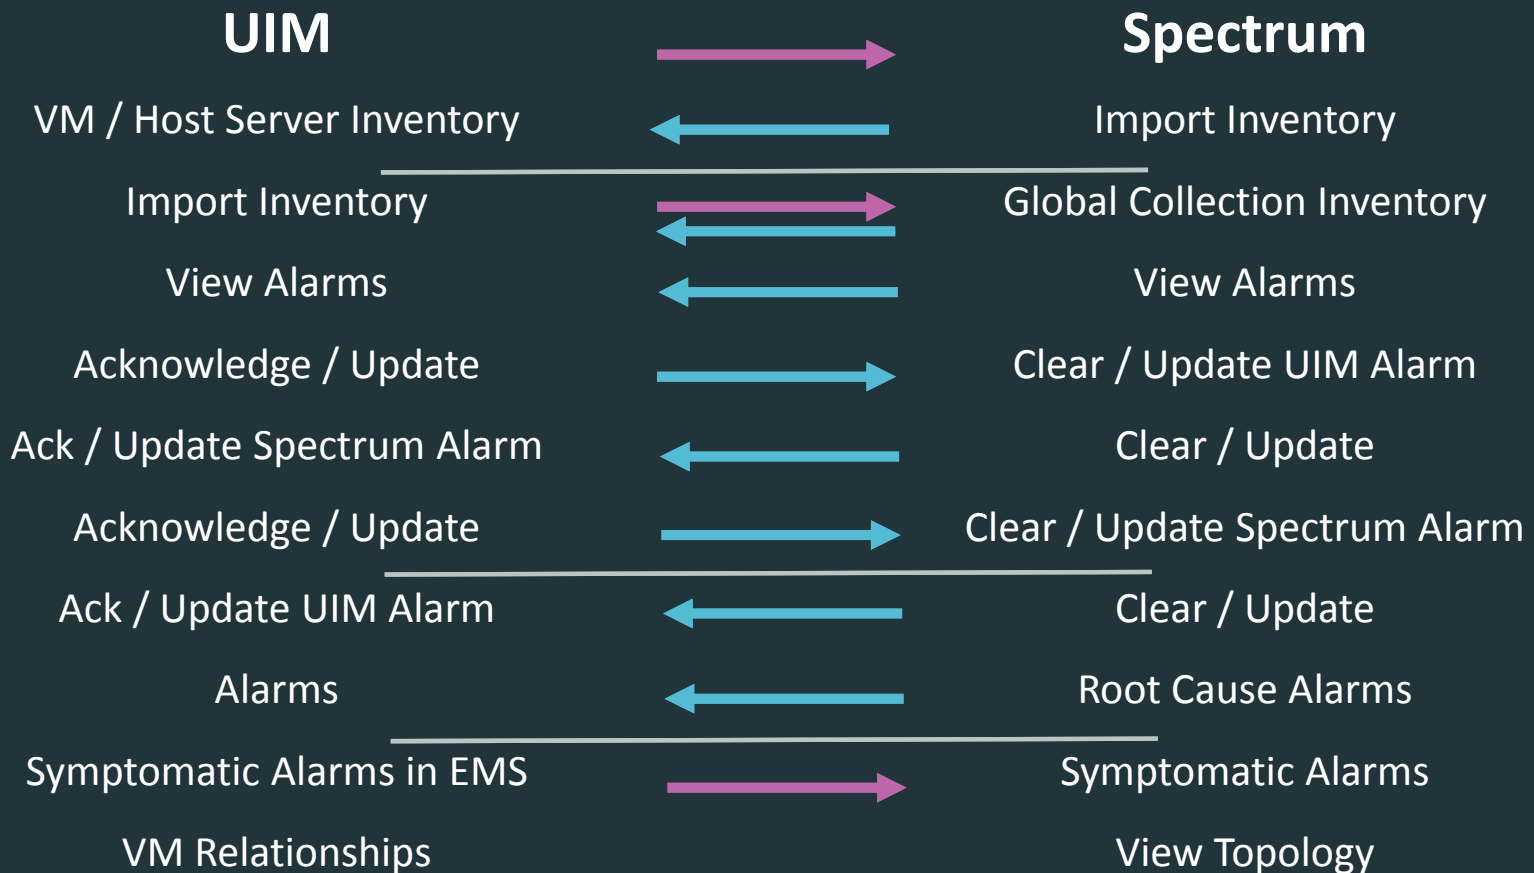 UIM Spectrum
VM / Host Server Inventory Import Inventory
Import Inventory Global Collection Inventory
View Alarms View Alarms
Acknowledge / Update Clear / Update UIM Alarm
Ack / Update Spectrum Alarm Clear / Update
Acknowledge / Update Clear / Update Spectrum Alarm
Ack / Update UIM Alarm Clear / Update
Alarms Root Cause Alarms
Symptomatic Alarms in EMS Symptomatic Alarms
VM Relationships View Topology